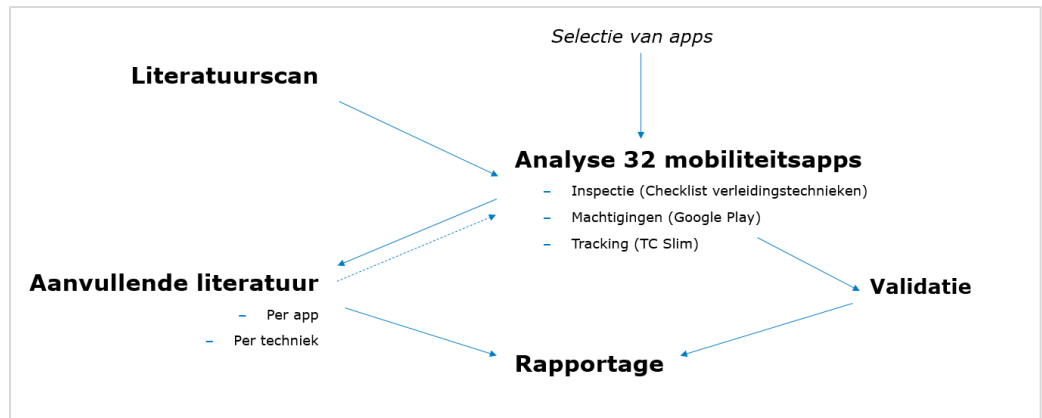 Selectie van apps
Literatuurscan
Analyse 32 mobiliteitsapps
– Inspectie (Checklist verleidingstechnieken)
– Machtigingen (Google Play)
– Tracking (TC Slim)
Aanvullende literatuur
– Per app
– Per techniek
Validatie
Rapportage